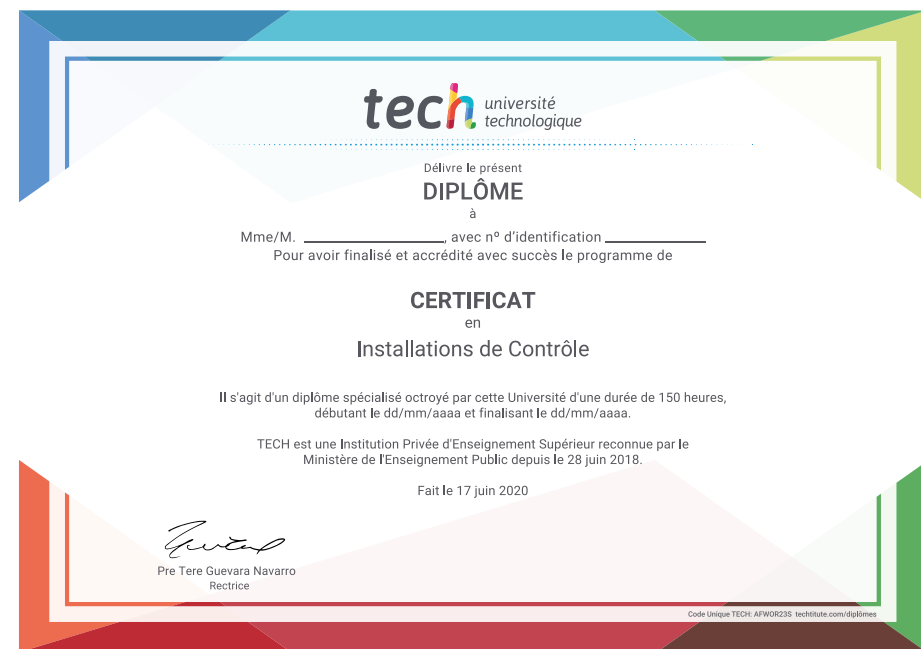 tech université
technologique
Délivre le présent
DIPLÔME
à
Mme/M. ____________________, avec nº d'identification ______________
Pour avoir finalisé et accrédité avec succès le programme de
CERTIFICAT
en
Installations de Contrôle
Il s'agit d'un diplôme spécialisé octroyé par cette Université d'une durée de 150 heures,
débutant le dd/mm/aaaa et finalisant le dd/mm/aaaa.
TECH est une Institution Privée d'Enseignement Supérieur reconnue par le
Ministère de l'Enseignement Public depuis le 28 juin 2018.
Fait le 17 juin 2020
Pre Tere Guevara Navarro
Rectrice
Code Unique TECH: AFWOR23S techtitute.com/diplômes